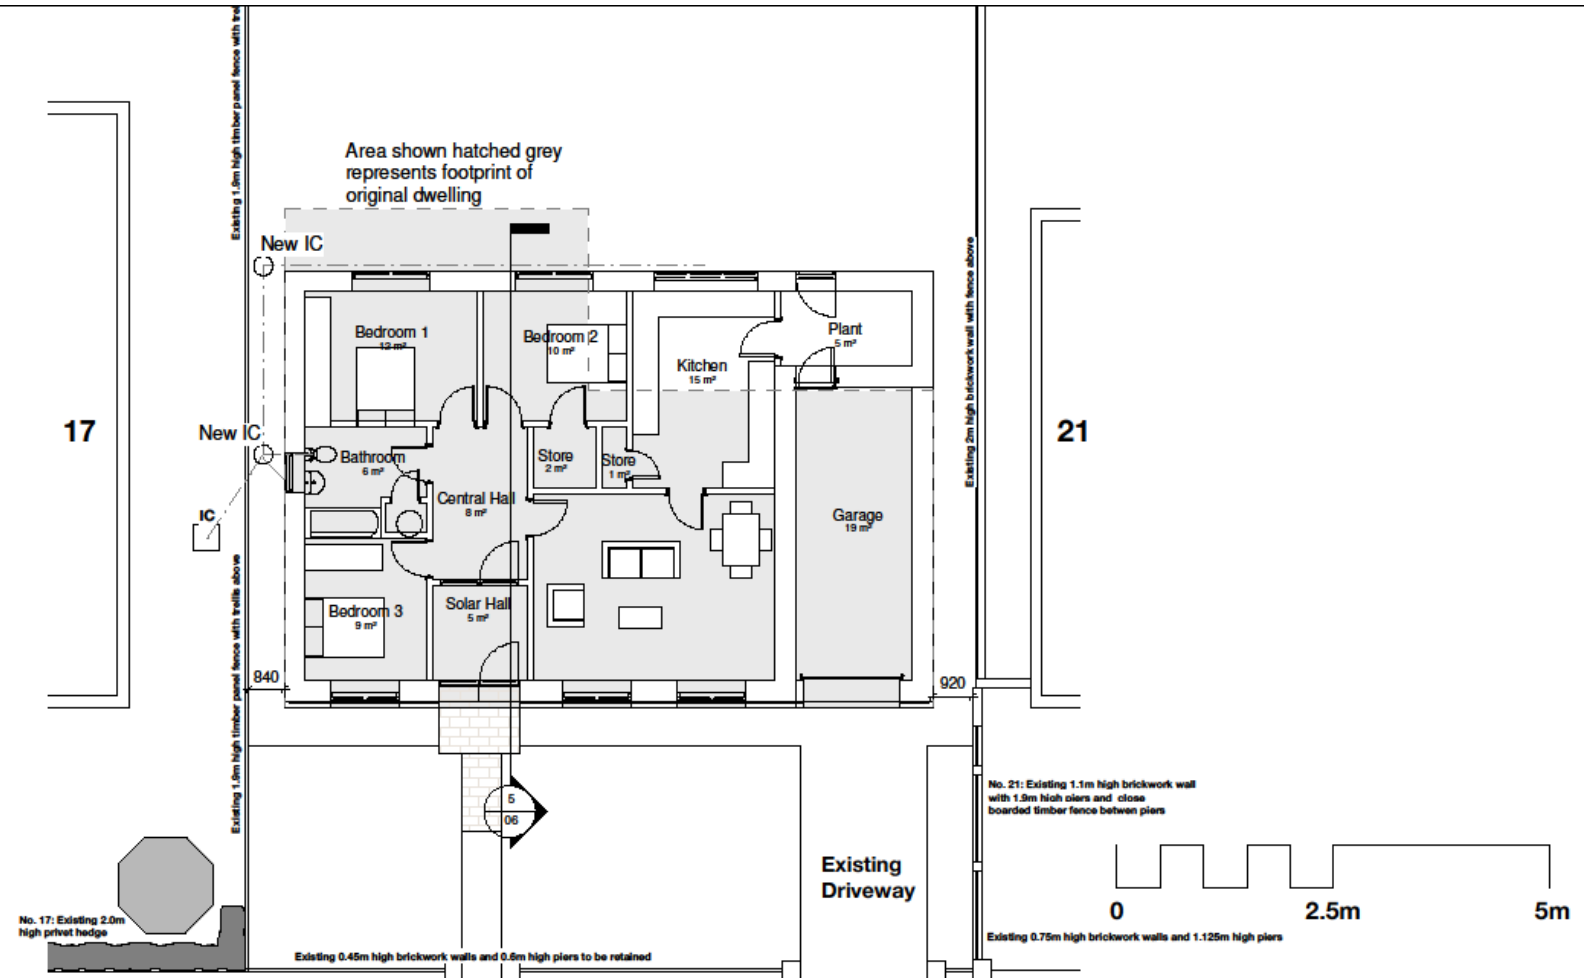 Existing 1.9m high timber panel fence with trel
Area shown hatched grey
represents footprint of
original dwelling
New IC
Existing 2m high brickwork wall with fence above
Bedroom 1
12 m²
Bedroom 2
10 m²
Kitchen
15 m²
Plant
5 m²
17
21
New IC
Bathroom
6 m²
Store
2 m²
Store
1 m²
Central Hall
8 m²
Garage
19 m²
IC
Existing 1.9m high timber panel fence with trellis above
Bedroom 3
9 m²
Solar Hall
5 m²
840
920
5
06
No. 21: Existing 1.1m high brickwork wall
with 1.9m high piers and close
boarded timber fence betwen piers
Existing
Driveway
0
2.5m
5m
No. 17: Existing 2.0m
high privet hedge
Existing 0.75m high brickwork walls and 1.125m high piers
Existing 0.45m high brickwork walls and 0.6m high piers to be retained